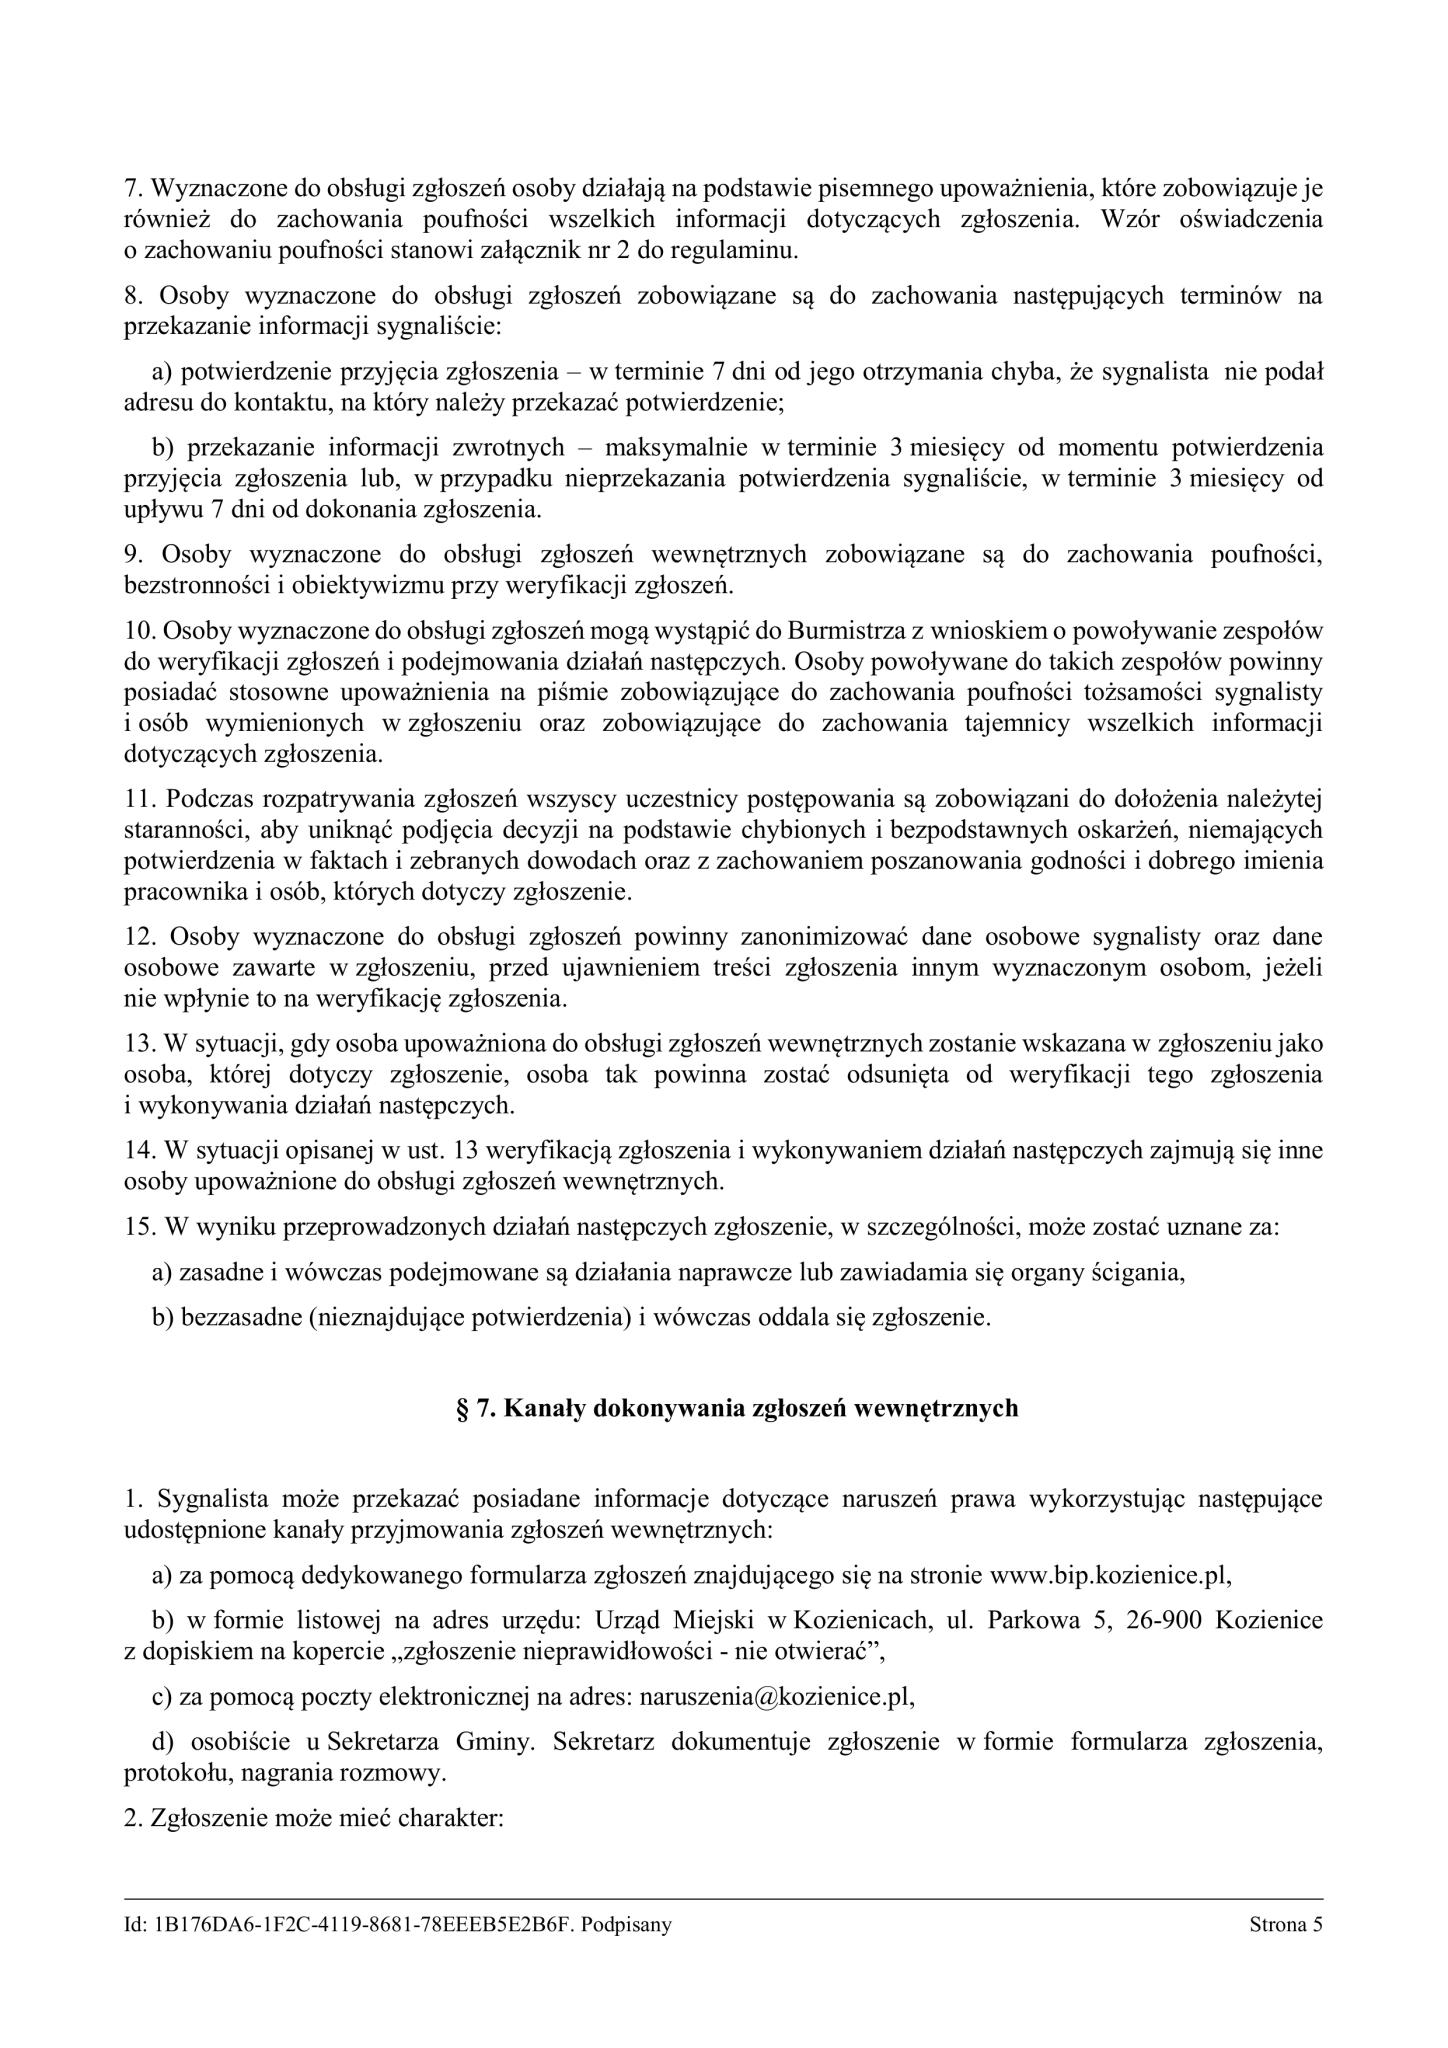 7. Wyznaczone do obsługi zgłoszeń osoby działają na podstawie pisemnego upoważnienia, które zobowiązuje je
również do zachowania poufności wszelkich informacji dotyczących zgłoszenia. Wzór oświadczenia
o zachowaniu poufności stanowi załącznik nr 2 do regulaminu.
8. Osoby wyznaczone do obsługi zgłoszeń zobowiązane są do zachowania następujących terminów na
przekazanie informacji sygnaliście:
a) potwierdzenie przyjęcia zgłoszenia – w terminie 7 dni od jego otrzymania chyba, że sygnalista nie podał
adresu do kontaktu, na który należy przekazać potwierdzenie;
b) przekazanie informacji zwrotnych – maksymalnie w terminie 3 miesięcy od momentu potwierdzenia
przyjęcia zgłoszenia lub, w przypadku nieprzekazania potwierdzenia sygnaliście, w terminie 3 miesięcy od
upływu 7 dni od dokonania zgłoszenia.
9. Osoby wyznaczone do obsługi zgłoszeń wewnętrznych zobowiązane są do zachowania poufności,
bezstronności i obiektywizmu przy weryfikacji zgłoszeń.
10. Osoby wyznaczone do obsługi zgłoszeń mogą wystąpić do Burmistrza z wnioskiem o powoływanie zespołów
do weryfikacji zgłoszeń i podejmowania działań następczych. Osoby powoływane do takich zespołów powinny
posiadać stosowne upoważnienia na piśmie zobowiązujące do zachowania poufności tożsamości sygnalisty
i osób wymienionych w zgłoszeniu oraz zobowiązujące do zachowania tajemnicy wszelkich informacji
dotyczących zgłoszenia.
11. Podczas rozpatrywania zgłoszeń wszyscy uczestnicy postępowania są zobowiązani do dołożenia należytej
staranności, aby uniknąć podjęcia decyzji na podstawie chybionych i bezpodstawnych oskarżeń, niemających
potwierdzenia w faktach i zebranych dowodach oraz z zachowaniem poszanowania godności i dobrego imienia
pracownika i osób, których dotyczy zgłoszenie.
12. Osoby wyznaczone do obsługi zgłoszeń powinny zanonimizować dane osobowe sygnalisty oraz dane
osobowe zawarte w zgłoszeniu, przed ujawnieniem treści zgłoszenia innym wyznaczonym osobom, jeżeli
nie wpłynie to na weryfikację zgłoszenia.
13. W sytuacji, gdy osoba upoważniona do obsługi zgłoszeń wewnętrznych zostanie wskazana w zgłoszeniu jako
osoba, której dotyczy zgłoszenie, osoba tak powinna zostać odsunięta od weryfikacji tego zgłoszenia
i wykonywania działań następczych.
14. W sytuacji opisanej w ust. 13 weryfikacją zgłoszenia i wykonywaniem działań następczych zajmują się inne
osoby upoważnione do obsługi zgłoszeń wewnętrznych.
15. W wyniku przeprowadzonych działań następczych zgłoszenie, w szczególności, może zostać uznane za:
a) zasadne i wówczas podejmowane są działania naprawcze lub zawiadamia się organy ścigania,
b) bezzasadne (nieznajdujące potwierdzenia) i wówczas oddala się zgłoszenie.
§ 7. Kanały dokonywania zgłoszeń wewnętrznych
1. Sygnalista może przekazać posiadane informacje dotyczące naruszeń prawa wykorzystując następujące
udostępnione kanały przyjmowania zgłoszeń wewnętrznych:
a) za pomocą dedykowanego formularza zgłoszeń znajdującego się na stronie www.bip.kozienice.pl,
b) w formie listowej na adres urzędu: Urząd Miejski w Kozienicach, ul. Parkowa 5, 26-900 Kozienice
z dopiskiem na kopercie „zgłoszenie nieprawidłowości - nie otwierać”,
c) za pomocą poczty elektronicznej na adres: naruszenia@kozienice.pl,
d) osobiście u Sekretarza Gminy. Sekretarz dokumentuje zgłoszenie w formie formularza zgłoszenia,
protokołu, nagrania rozmowy.
2. Zgłoszenie może mieć charakter:
Id: 1B176DA6-1F2C-4119-8681-78EEEB5E2B6F. Podpisany
Strona 5